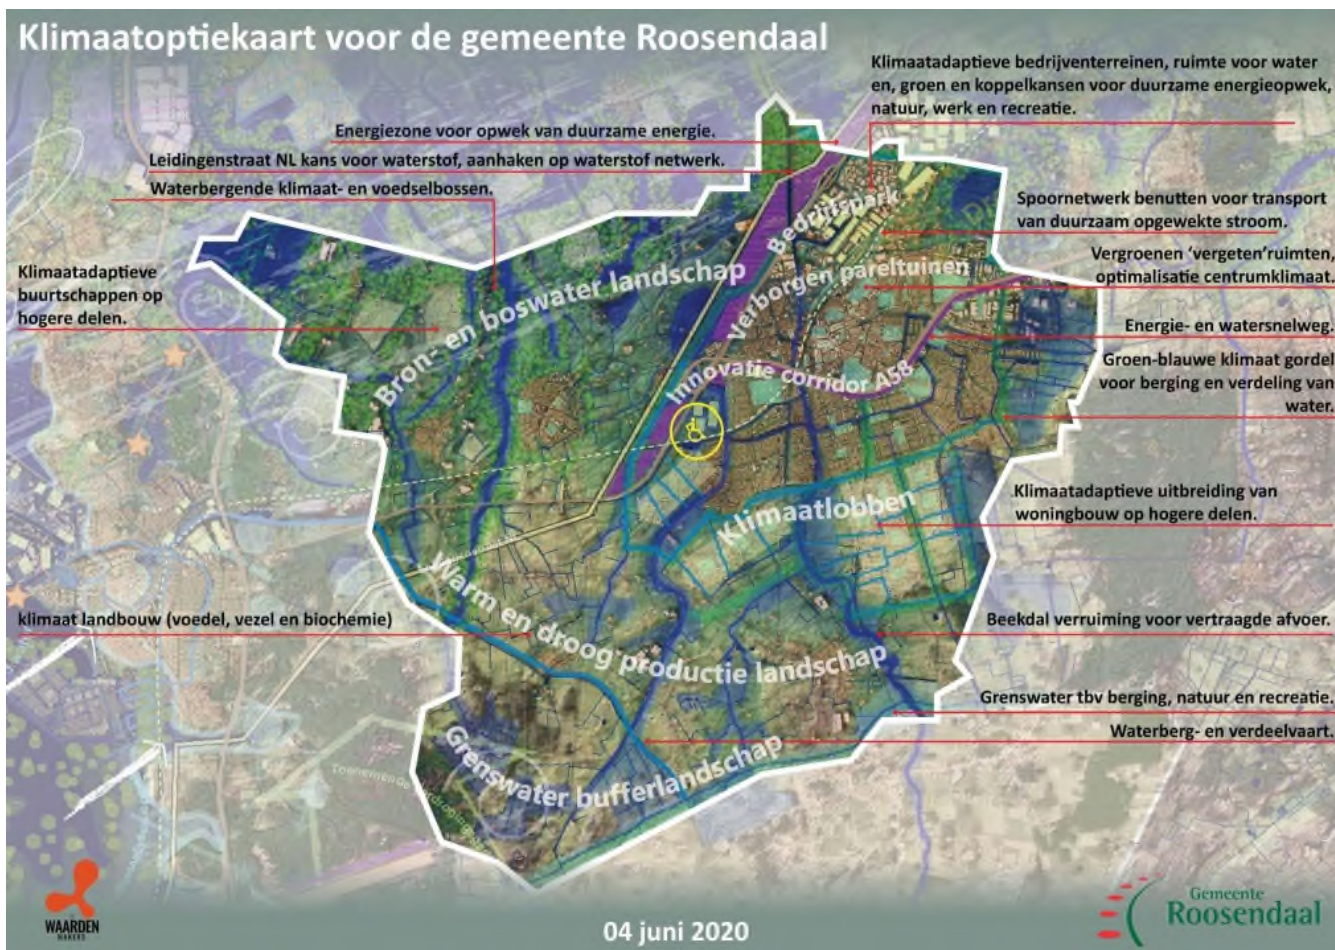 Klimaatoptiekaart voor de gemeente Roosendaal
Klimaatadaptieve bedrijventerreinen, ruimte voor water
en, groen en koppelkansen voor duurzame energieopwek,
natuur, werk en recreatie.
Energiezone voor opwek van duurzame energie.
Leidingenstraat NL kans voor waterstof, aanhaken op waterstof netwerk.
Waterbergende klimaat- en voedselbossen.
Spoornetwerk benutten voor transport
van duurzaam opgewekte stroom.
Klimaatadaptieve
buurtschappen op
hogere delen.
Vergroenen ‘vergeten’ruimten,
optimalisatie centrumklimaat.
Energie- en watersnelweg.
Groen-blauwe klimaat gordel
voor berging en verdeling van
water.
Bedrijfspark
Bron- en boswater landschap
Verborgen pareltuinen
Innovatie corridor A58
Klimaatlobben
Klimaatadaptieve uitbreiding van
woningbouw op hogere delen.
Warm en droog productie landschap
klimaat landbouw (voedel, vezel en biochemie)
Beekdal verruiming voor vertraagde afvoer.
Grenswater tbv berging, natuur en recreatie.
Waterberg- en verdeelvaart.
Grenswater bufferlandschap
WAARDEN
MAKERS
04 juni 2020
Gemeente
Roosendaal